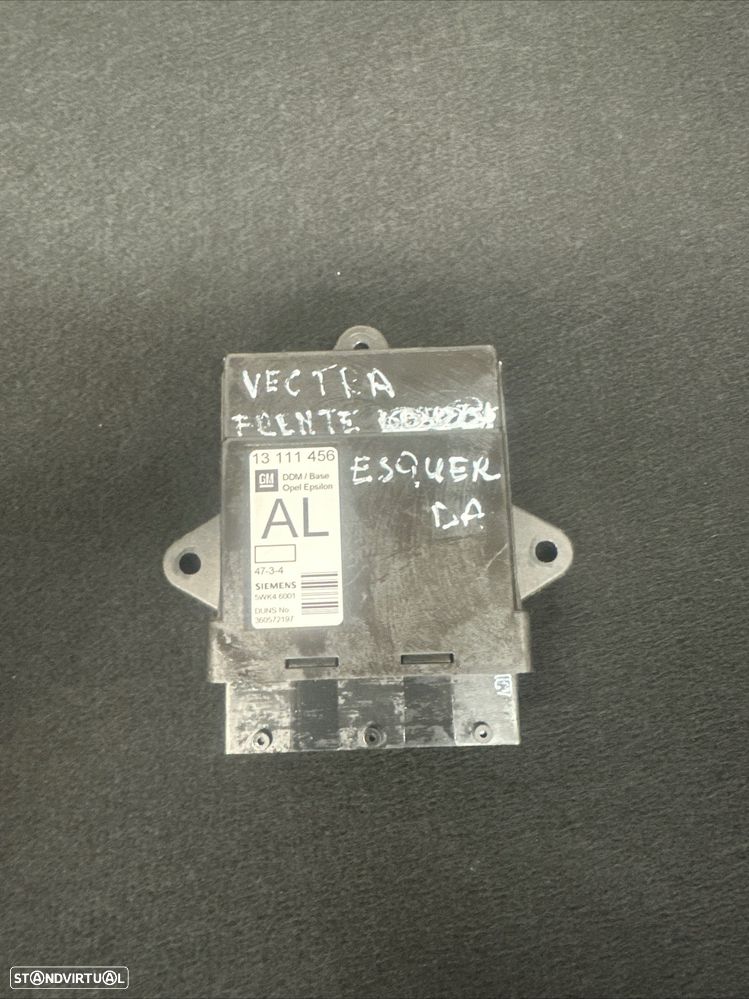 VECTRA
FRENTE
ESQUER
DA
13 111 456
GM
DDM / Base
Opel Epsilon
AL
47-3-4
SIEMENS
5WK4 6001
DUNS No
360572197
STANDVIRTUAL